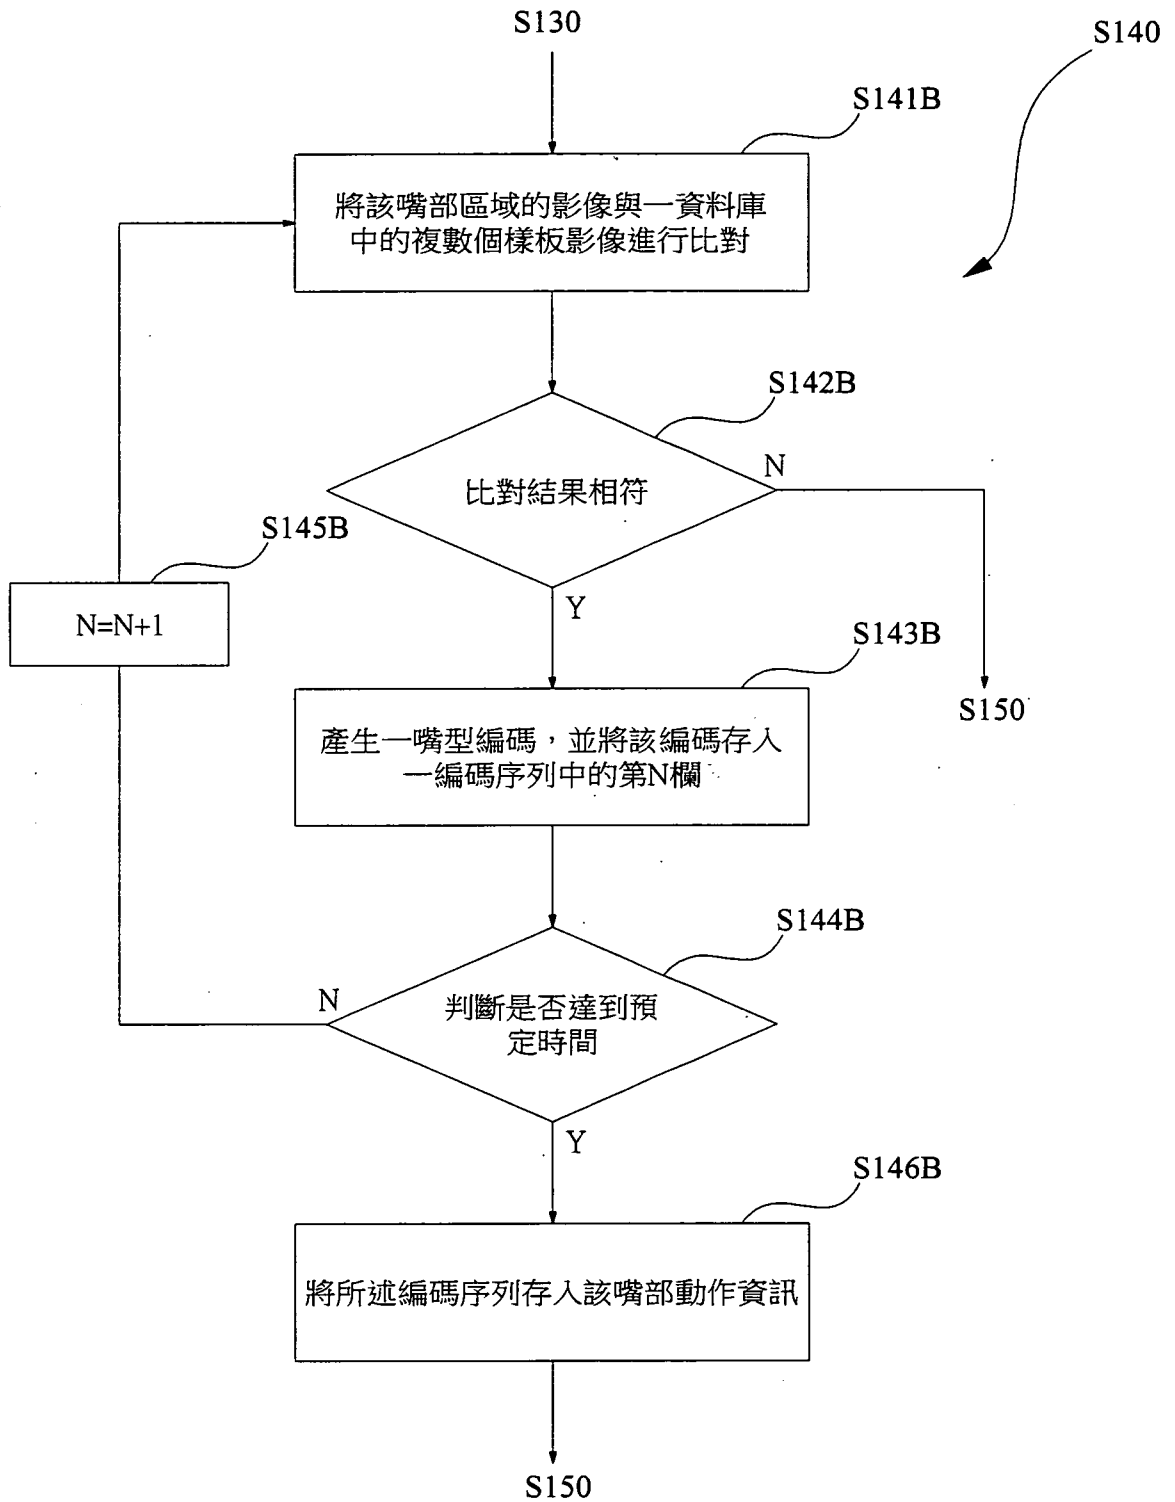 S130
S140
S141B
將該嘴部區域的影像與一資料庫
中的複數個樣板影像進行比對
S142B
N
比對結果相符
S145B
Y
N=N+1
S143B
S150
產生一嘴型編碼，並將該編碼存入
一編碼序列中的第N欄
S144B
N
判斷是否達到預
定時間
Y
S146B
將所述編碼序列存入該嘴部動作資訊
S150